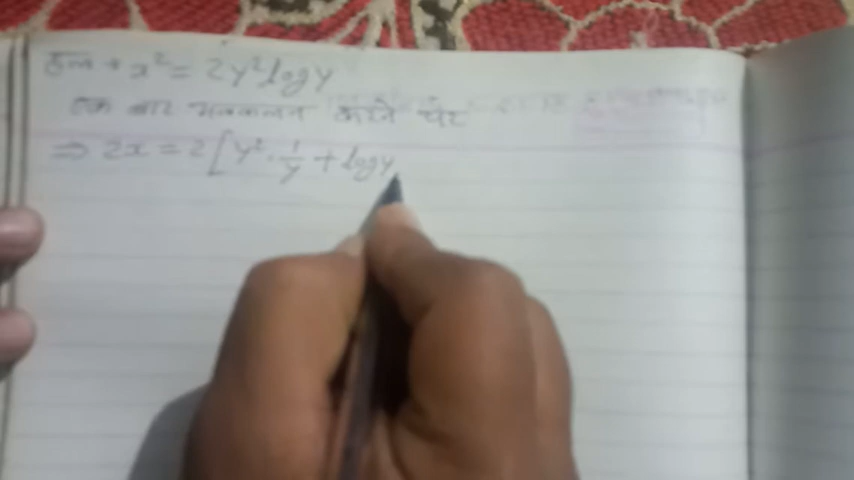 हल → x² = 2y² log y
एक बार अवकलन करने पर
⇒ 2x = 2[y² · 1/y + log y